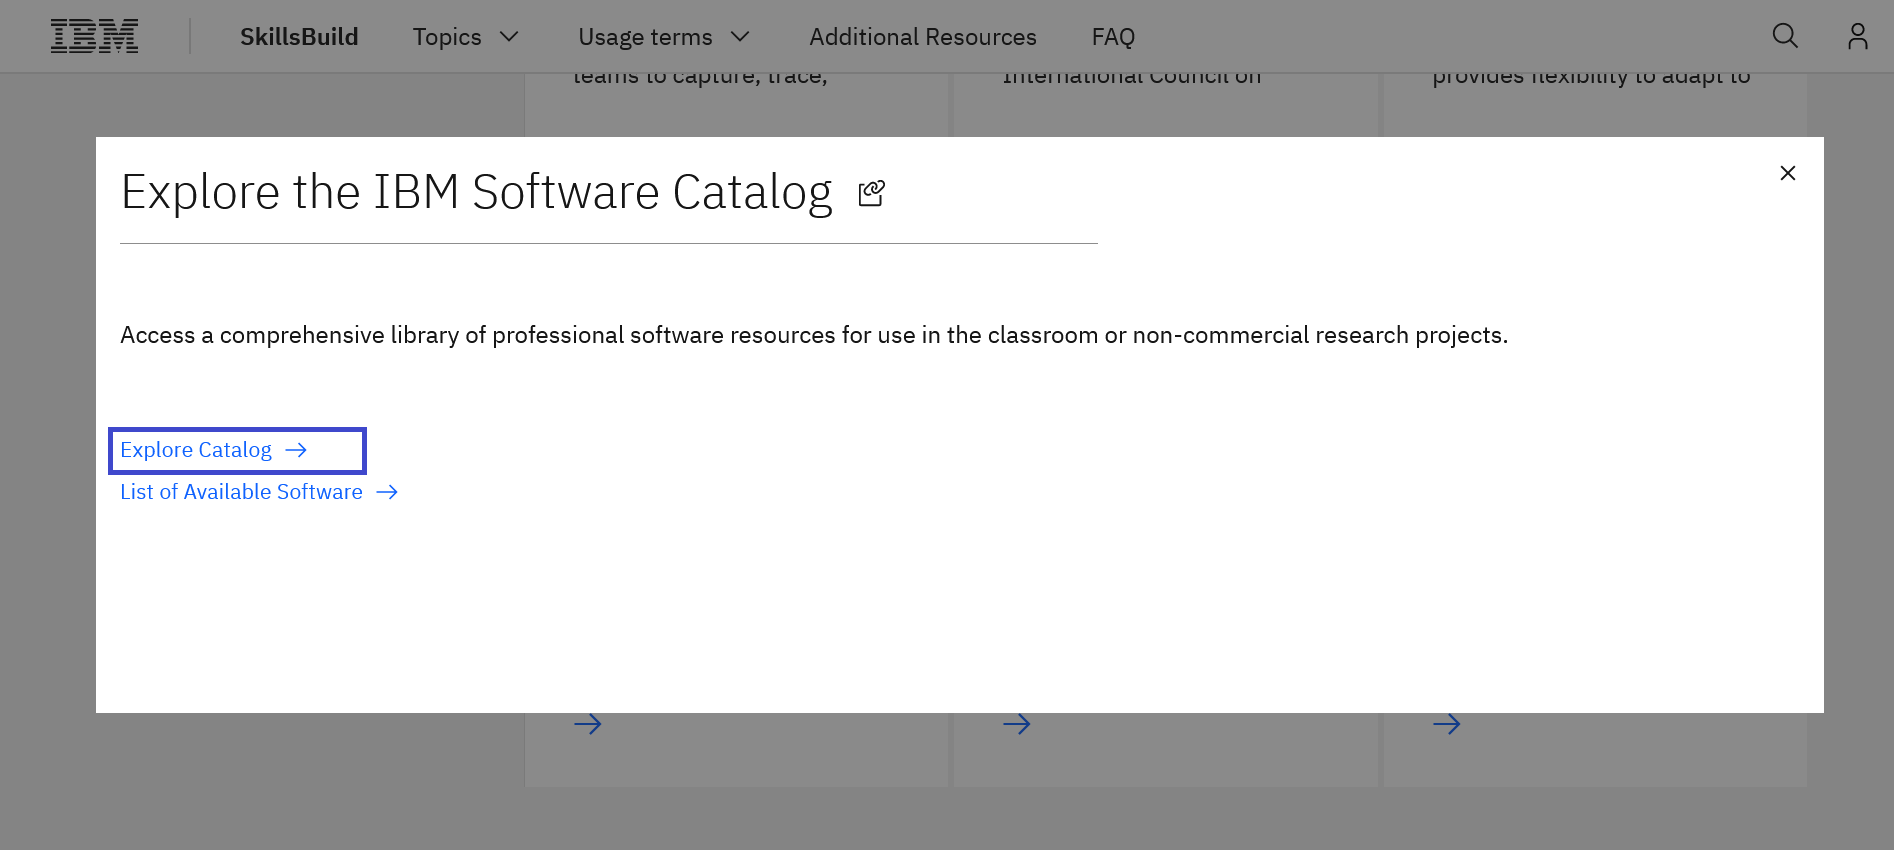 IBM SkillsBuild Topics Usage terms Additional Resources FAQ
teams to capture, trace, International Council on provides flexibility to adapt to
Explore the IBM Software Catalog
Access a comprehensive library of professional software resources for use in the classroom or non-commercial research projects.
Explore Catalog
List of Available Software